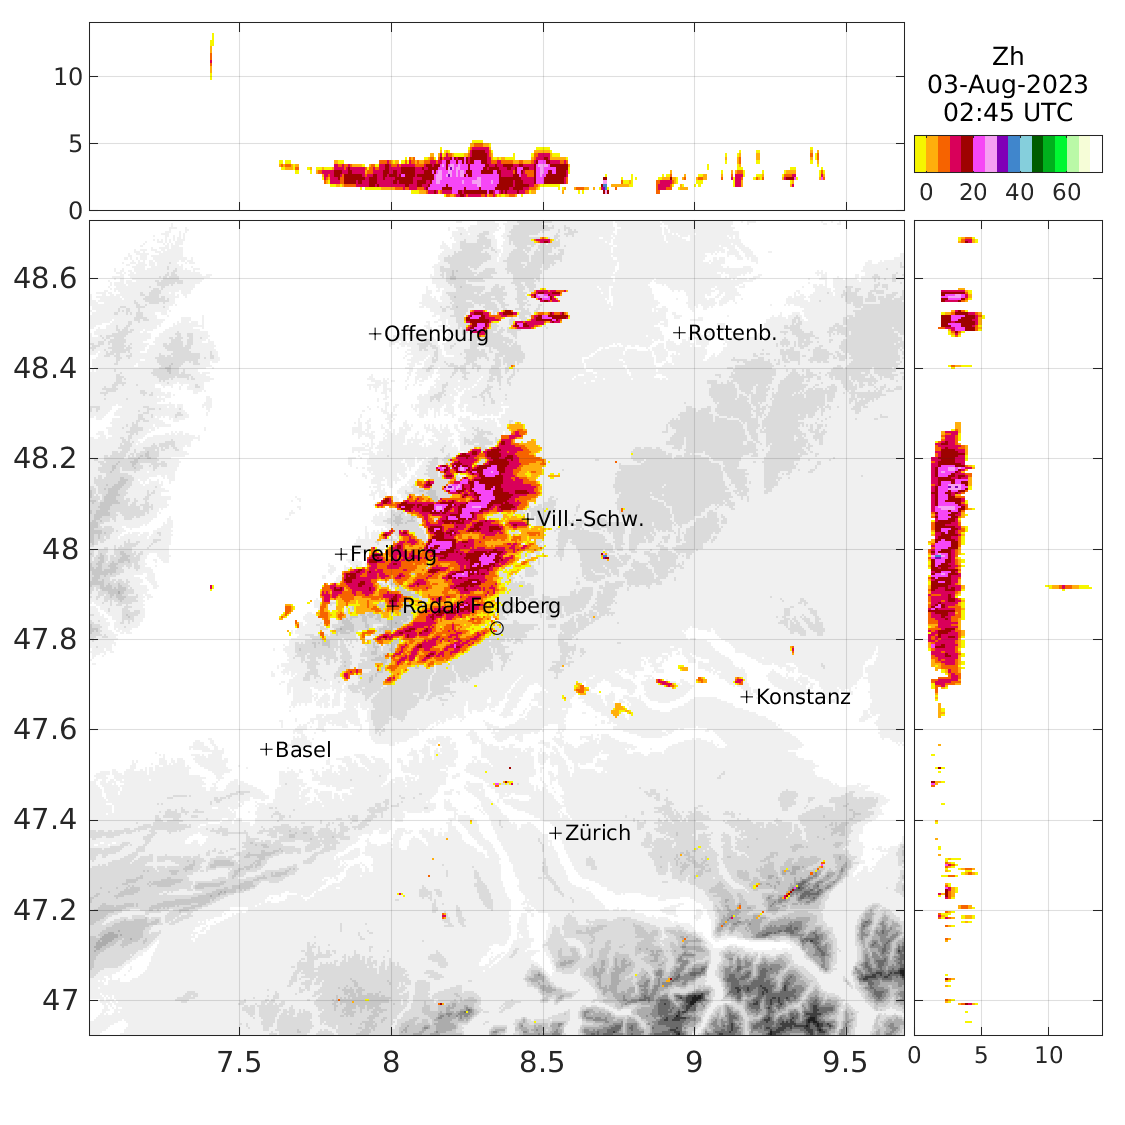 Zh
03-Aug-2023
02:45 UTC
10
5
0
0 20 40 60
48.6
48.4
48.2
48
47.8
47.6
47.4
47.2
47
+Offenburg
+Rottenb.
+Vill.-Schw.
+Freiburg
+Radar Feldberg
+Konstanz
+Basel
+Zürich
7.5 8 8.5 9 9.5
0 5 10